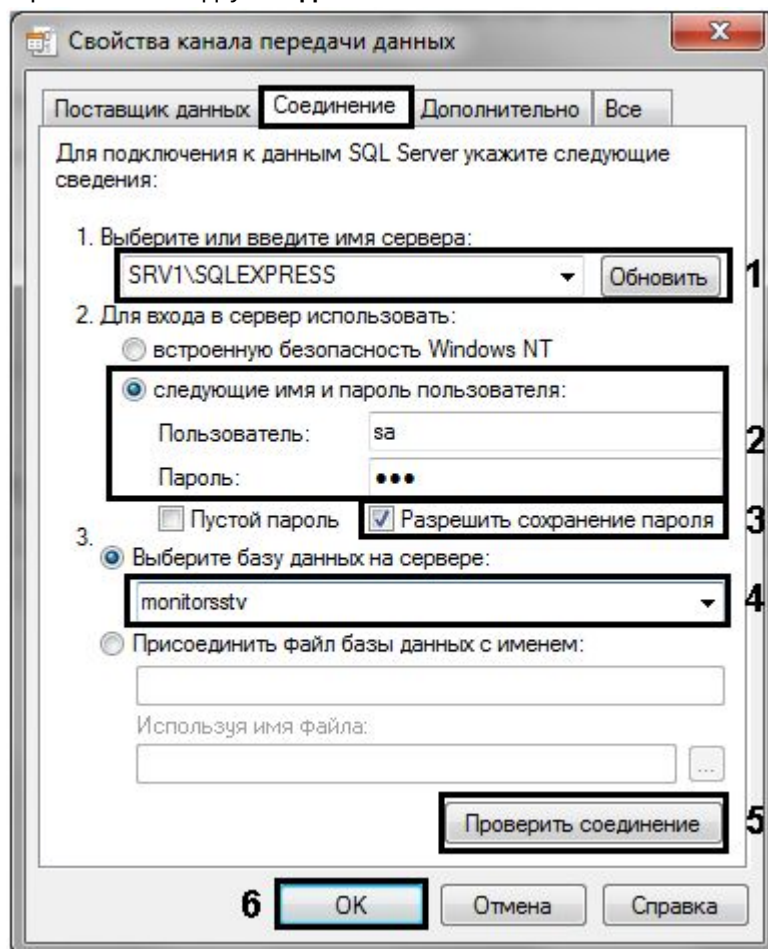 Свойства канала передачи данных
Поставщик данных Соединение Дополнительно Все
Для подключения к данным SQL Server укажите следующие
сведения:
1. Выберите или введите имя сервера:
SRV1\SQLEXPRESS Обновить 1
2. Для входа в сервер использовать:
встроенную безопасность Windows NT
следующие имя и пароль пользователя:
Пользователь: sa
2
Пароль: •••
Пустой пароль Разрешить сохранение пароля 3
3.
Выберите базу данных на сервере:
monitorsstv 4
Присоединить файл базы данных с именем:
Используя имя файла:
...
Проверить соединение 5
6 OK Отмена Справка